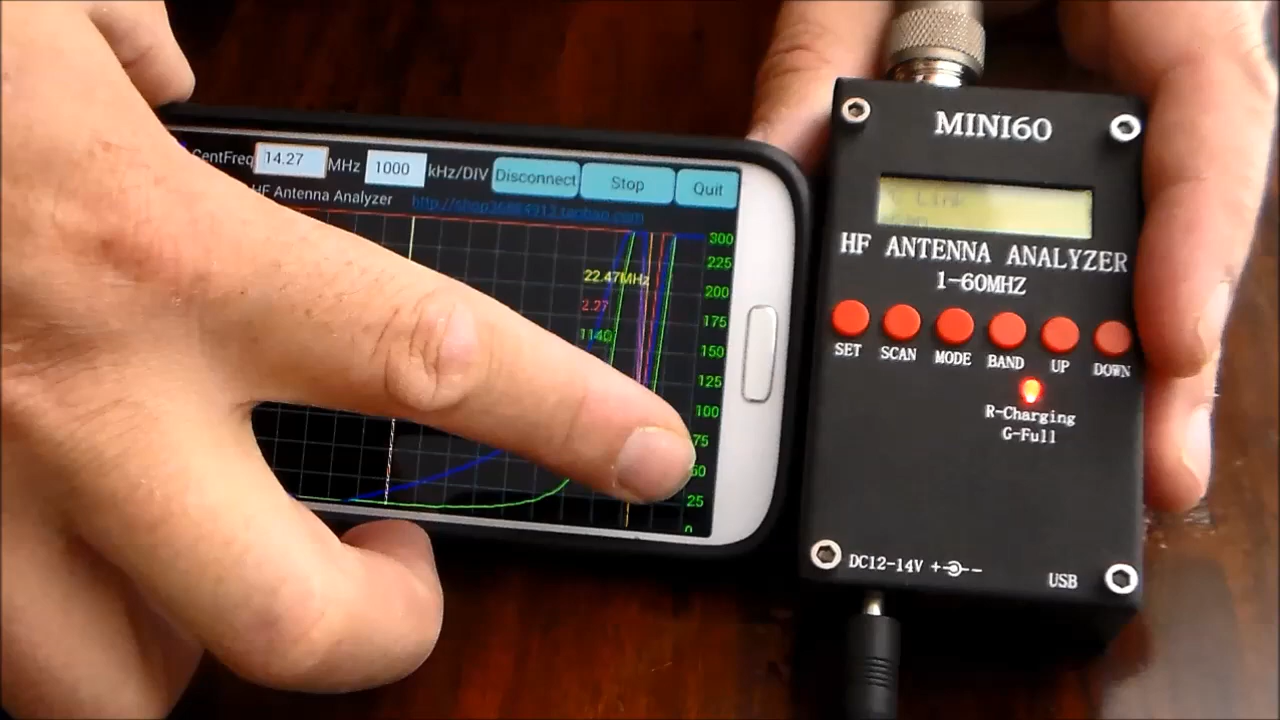 CentFreq 14.27 MHz 1000 kHz/DIV Disconnect Stop Quit
HF Antenna Analyzer
300
225
200
175
150
125
100
75
50
25
0
22.47MHz
2.27
1140
MINI60
Link
HF ANTENNA ANALYZER
1-60MHZ
SET SCAN MODE BAND UP DOWN
R-Charging
G-Full
DC12-14V + -
USB